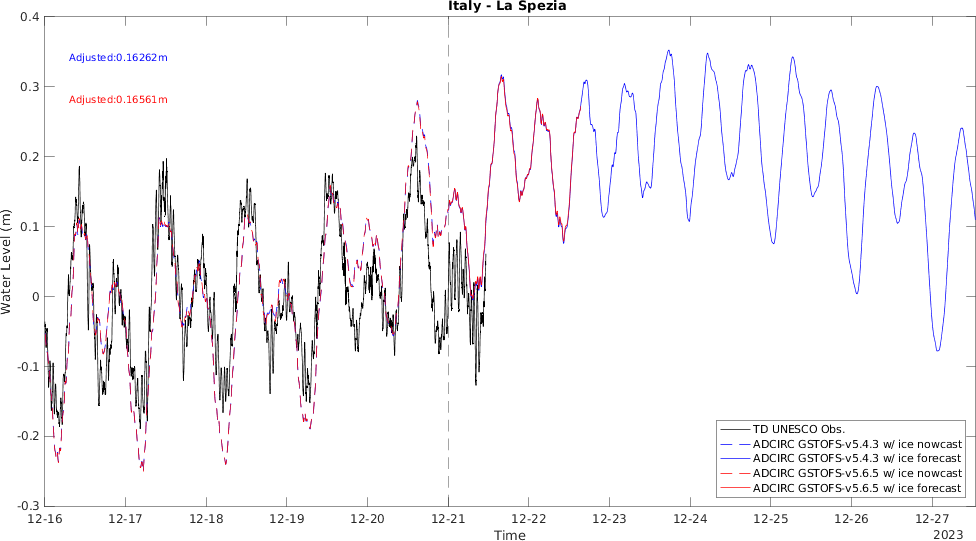 Italy - La Spezia
0.4
Adjusted:0.16262m
0.3
Adjusted:0.16561m
0.2
0.1
0
-0.1
-0.2
-0.3
Water Level (m)
TD UNESCO Obs.
ADCIRC GSTOFS-v5.4.3 w/ ice nowcast
ADCIRC GSTOFS-v5.4.3 w/ ice forecast
ADCIRC GSTOFS-v5.6.5 w/ ice nowcast
ADCIRC GSTOFS-v5.6.5 w/ ice forecast
12-16 12-17 12-18 12-19 12-20 12-21 12-22 12-23 12-24 12-25 12-26 12-27
Time
2023